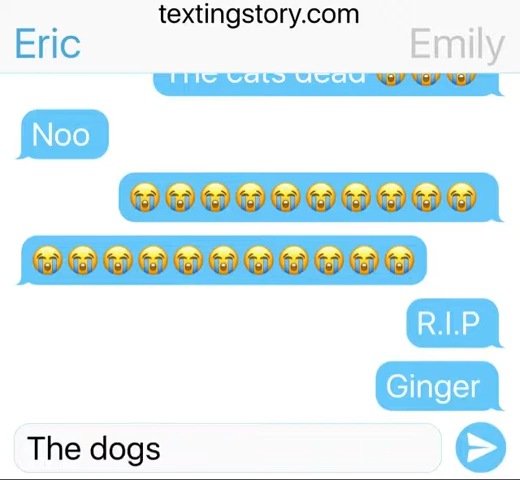 textingstory.com
Eric Emily
The cats dead 😭😭😭
Noo
😭😭😭😭😭😭😭😭😭😭
😭😭😭😭😭😭😭😭😭😭😭
R.I.P
Ginger
The dogs